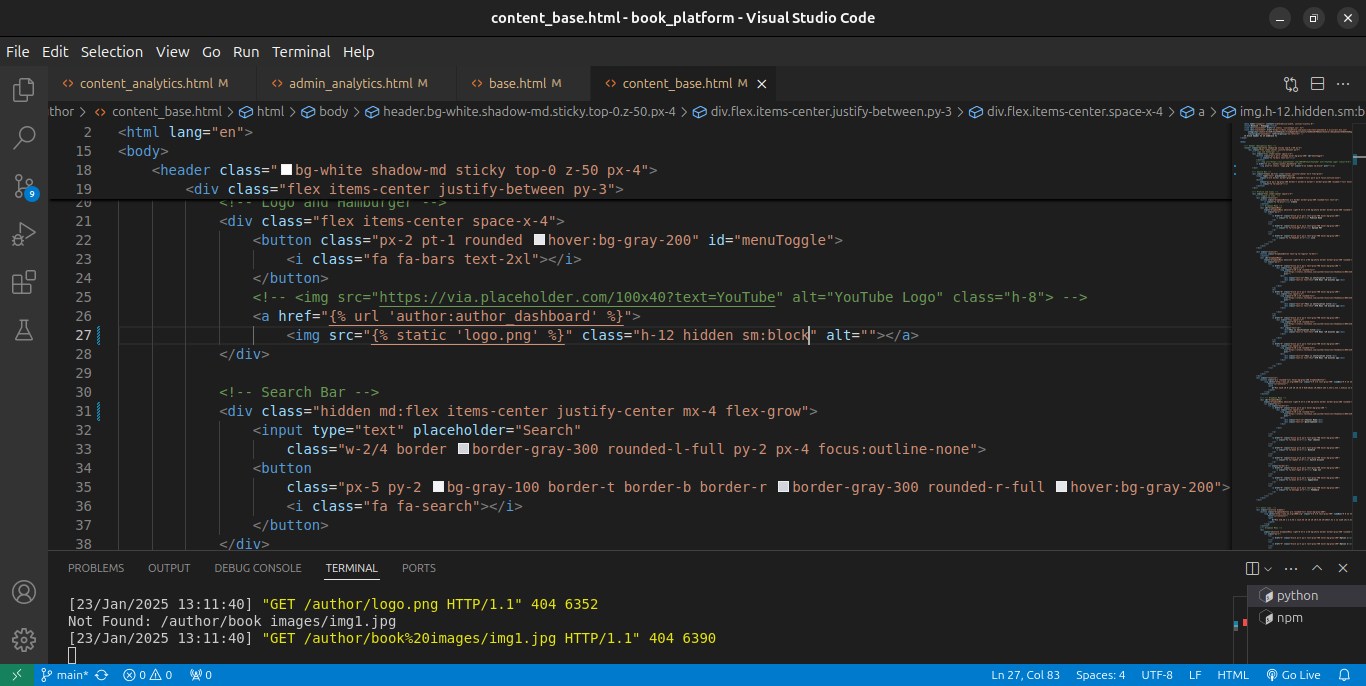 content_base.html - book_platform - Visual Studio Code
File Edit Selection View Go Run Terminal Help
content_analytics.html M admin_analytics.html M base.html M content_base.html M
thor > content_base.html > html > body > header.bg-white.shadow-md.sticky.top-0.z-50.px-4 > div.flex.items-center.justify-between.py-3 > div.flex.items-center.space-x-4 > a > img.h-12.hidden.sm:b
2 <html lang="en">
15 <body>
18 <header class="bg-white shadow-md sticky top-0 z-50 px-4">
19 <div class="flex items-center justify-between py-3">
20 <!-- Logo and Hamburger -->
21 <div class="flex items-center space-x-4">
22 <button class="px-2 pt-1 rounded hover:bg-gray-200" id="menuToggle">
23 <i class="fa fa-bars text-2xl"></i>
24 </button>
25 <!-- <img src="https://via.placeholder.com/100x40?text=YouTube" alt="YouTube Logo" class="h-8"> -->
26 <a href="{% url 'author:author_dashboard' %}">
27 <img src="{% static 'logo.png' %}" class="h-12 hidden sm:block" alt=""></a>
28 </div>
29
30 <!-- Search Bar -->
31 <div class="hidden md:flex items-center justify-center mx-4 flex-grow">
32 <input type="text" placeholder="Search"
33 class="w-2/4 border border-gray-300 rounded-l-full py-2 px-4 focus:outline-none">
34 <button
35 class="px-5 py-2 bg-gray-100 border-t border-b border-r border-gray-300 rounded-r-full hover:bg-gray-200">
36 <i class="fa fa-search"></i>
37 </button>
38 </div>
9
PROBLEMS OUTPUT DEBUG CONSOLE TERMINAL PORTS
[23/Jan/2025 13:11:40] "GET /author/logo.png HTTP/1.1" 404 6352
Not Found: /author/book images/img1.jpg
[23/Jan/2025 13:11:40] "GET /author/book%20images/img1.jpg HTTP/1.1" 404 6390
python
npm
main* 0 0 0 Ln 27, Col 83 Spaces: 4 UTF-8 LF HTML Go Live